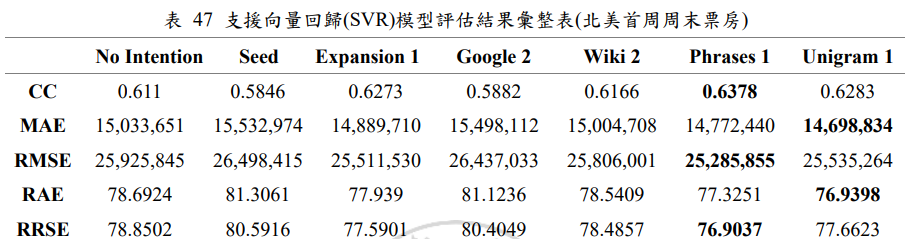 表 47 支援向量回歸(SVR)模型評估結果彙整表(北美首周周末票房)
No Intention Seed Expansion 1 Google 2 Wiki 2 Phrases 1 Unigram 1
CC 0.611 0.5846 0.6273 0.5882 0.6166 0.6378 0.6283
MAE 15,033,651 15,532,974 14,889,710 15,498,112 15,004,708 14,772,440 14,698,834
RMSE 25,925,845 26,498,415 25,511,530 26,437,033 25,806,001 25,285,855 25,535,264
RAE 78.6924 81.3061 77.939 81.1236 78.5409 77.3251 76.9398
RRSE 78.8502 80.5916 77.5901 80.4049 78.4857 76.9037 77.6623